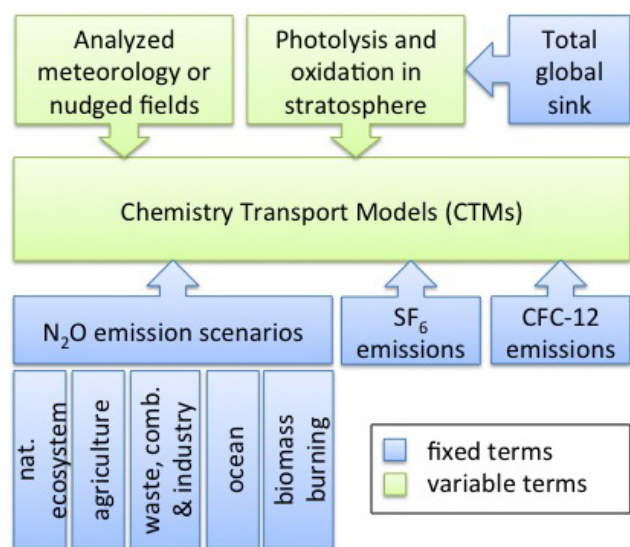 Analyzed
meteorology or
nudged fields
Photolysis and
oxidation in
stratosphere
Total
global
sink
Chemistry Transport Models (CTMs)
N₂O emission scenarios
SF₆
emissions
CFC-12
emissions
nat.
ecosystem
agriculture
waste, comb.
& industry
ocean
biomass
burning
fixed terms
variable terms